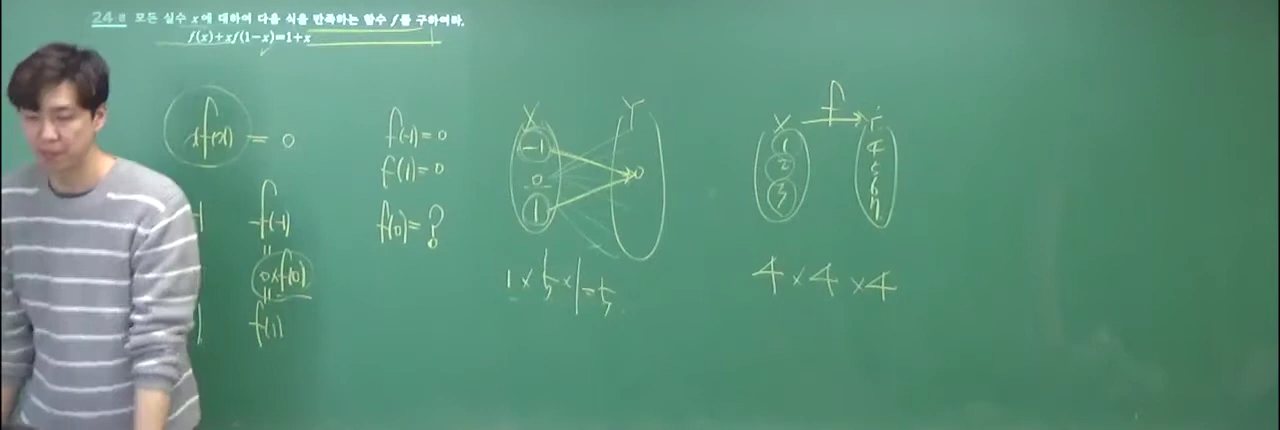 24 모든 실수 x에 대하여 다음 식을 만족하는 함수 f를 구하여라.
f(x)+xf(1-x)=1+x
xf(x) = 0
f(-1)
=
0×f(0)
=
f(1)
f(-1)=0
f(1)=0
f(0)=?
X Y
-1
0 0
1
1 × 5 × 1 = 5
f
X Y
1 4
2 5
3 6
7
4 × 4 × 4